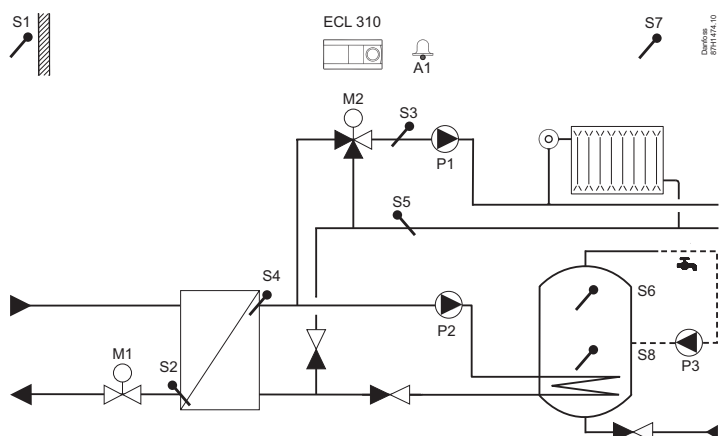 S1
ECL 310
A1
S7
Danfoss
87H1474.10
M2
S3
P1
S5
S4
S6
P2
M1
S2
S8
P3